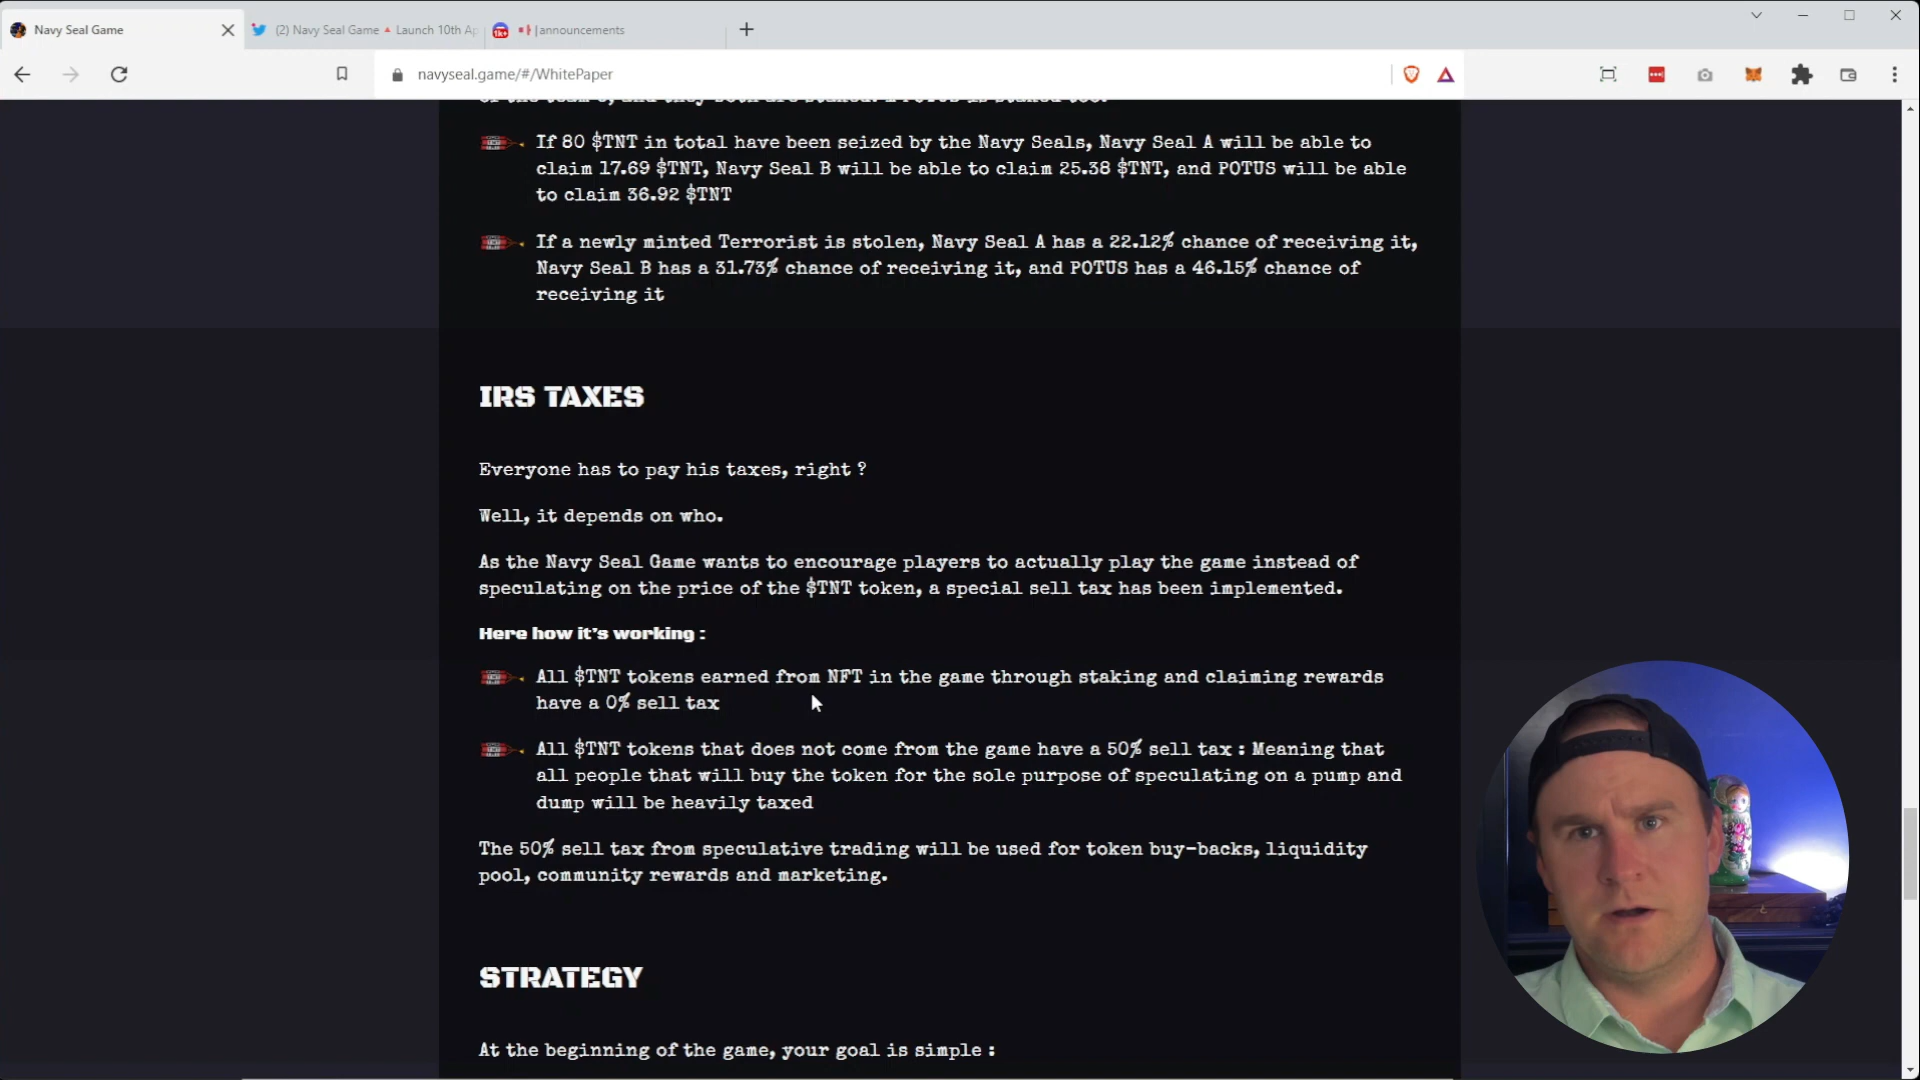 Navy Seal Game
(2) Navy Seal Game 🔺 Launch 10th Ap
1k+
|announcements
navyseal.game/#/WhitePaper
If 80 $TNT in total have been seized by the Navy Seals, Navy Seal A will be able to
claim 17.69 $TNT, Navy Seal B will be able to claim 25.38 $TNT, and POTUS will be able
to claim 36.92 $TNT
If a newly minted Terrorist is stolen, Navy Seal A has a 22.12% chance of receiving it,
Navy Seal B has a 31.73% chance of receiving it, and POTUS has a 46.15% chance of
receiving it
IRS TAXES
Everyone has to pay his taxes, right ?
Well, it depends on who.
As the Navy Seal Game wants to encourage players to actually play the game instead of
speculating on the price of the $TNT token, a special sell tax has been implemented.
Here how it's working :
All $TNT tokens earned from NFT in the game through staking and claiming rewards
have a 0% sell tax
All $TNT tokens that does not come from the game have a 50% sell tax : Meaning that
all people that will buy the token for the sole purpose of speculating on a pump and
dump will be heavily taxed
The 50% sell tax from speculative trading will be used for token buy-backs, liquidity
pool, community rewards and marketing.
STRATEGY
At the beginning of the game, your goal is simple :